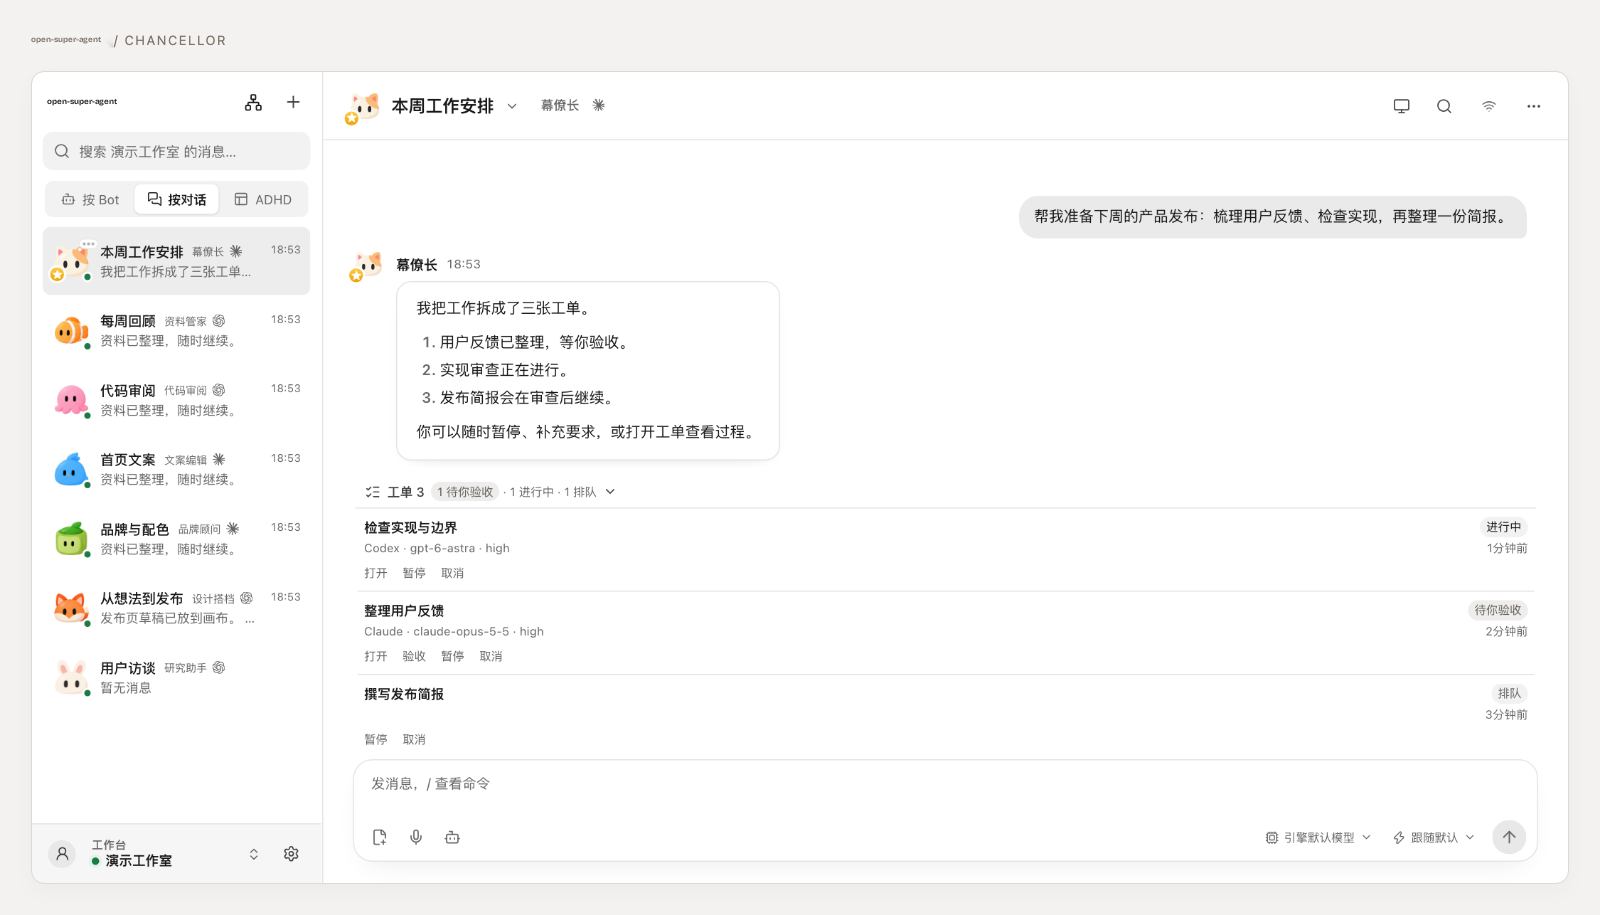 open-super-agent / CHANCELLOR
open-super-agent
搜索 演示工作室 的消息...
按 Bot
按对话
ADHD
本周工作安排 幕僚长 18:53
我把工作拆成了三张工单...
每周回顾 资料管家 18:53
资料已整理，随时继续。
代码审阅 代码审阅 18:53
资料已整理，随时继续。
首页文案 文案编辑 18:53
资料已整理，随时继续。
品牌与配色 品牌顾问 18:53
资料已整理，随时继续。
从想法到发布 设计搭档 18:53
发布页草稿已放到画布。 ...
用户访谈 研究助手
暂无消息
工作台
演示工作室
本周工作安排 幕僚长
帮我准备下周的产品发布：梳理用户反馈、检查实现，再整理一份简报。
幕僚长 18:53
我把工作拆成了三张工单。
1. 用户反馈已整理，等你验收。
2. 实现审查正在进行。
3. 发布简报会在审查后继续。
你可以随时暂停、补充要求，或打开工单查看过程。
工单 3 1 待你验收 · 1 进行中 · 1 排队
检查实现与边界 进行中
Codex · gpt-6-astra · high 1分钟前
打开 暂停 取消
整理用户反馈 待你验收
Claude · claude-opus-5-5 · high 2分钟前
打开 验收 暂停 取消
撰写发布简报 排队
3分钟前
暂停 取消
发消息，/ 查看命令
引擎默认模型 跟随默认